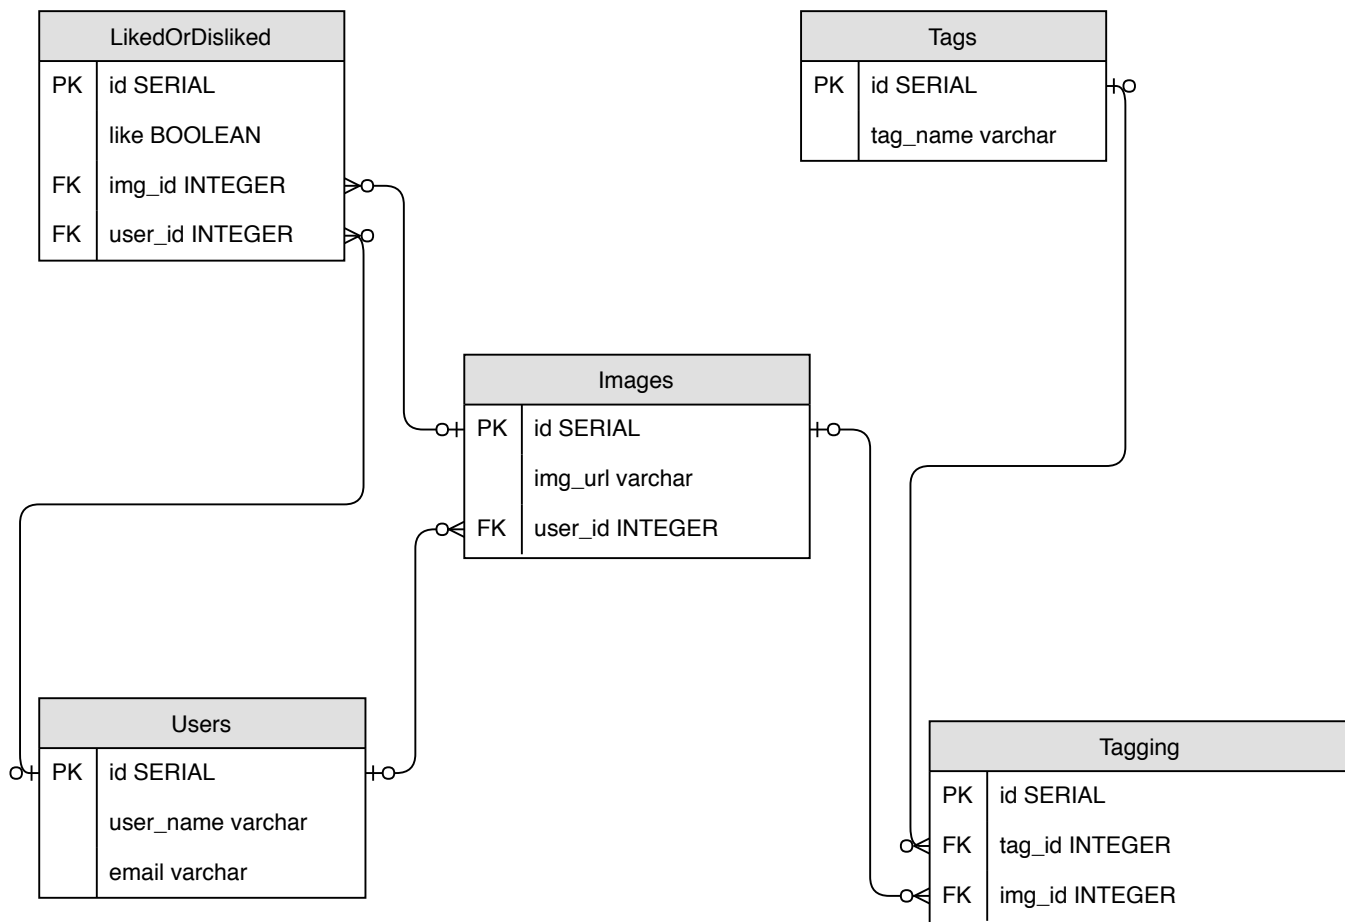 LikedOrDisliked
PK id SERIAL
like BOOLEAN
FK img_id INTEGER
FK user_id INTEGER
Tags
PK id SERIAL
tag_name varchar
Images
PK id SERIAL
img_url varchar
FK user_id INTEGER
Users
PK id SERIAL
user_name varchar
email varchar
Tagging
PK id SERIAL
FK tag_id INTEGER
FK img_id INTEGER